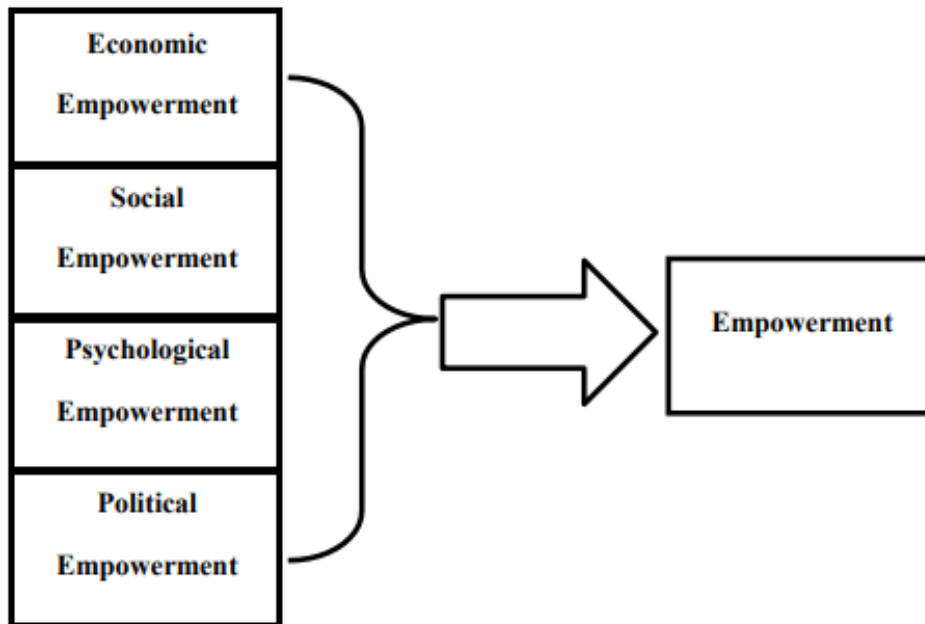 Economic
Empowerment
Social
Empowerment
Psychological
Empowerment
Political
Empowerment
Empowerment